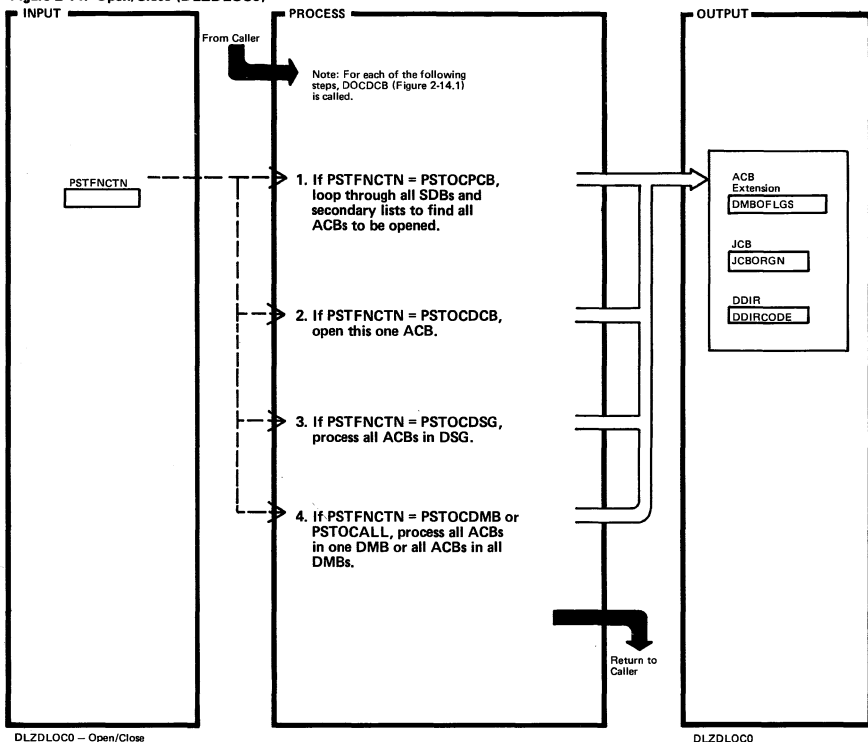 INPUT
PROCESS
OUTPUT
From Caller
Note: For each of the following
steps, DOCDCB (Figure 2-14.1)
is called.
PSTFNCTN
1. If PSTFNCTN = PSTOCPCB,
loop through all SDBs and
secondary lists to find all
ACBs to be opened.
2. If PSTFNCTN = PSTOCDCB,
open this one ACB.
3. If PSTFNCTN = PSTOCDSG,
process all ACBs in DSG.
4. If PSTFNCTN = PSTOCDMB or
PSTOCALL, process all ACBs
in one DMB or all ACBs in all
DMBs.
ACB
Extension
DMBOFLGS
JCB
JCBORGN
DDIR
DDIRCODE
Return to
Caller
DLZDLOC0 – Open/Close
DLZDLOC0